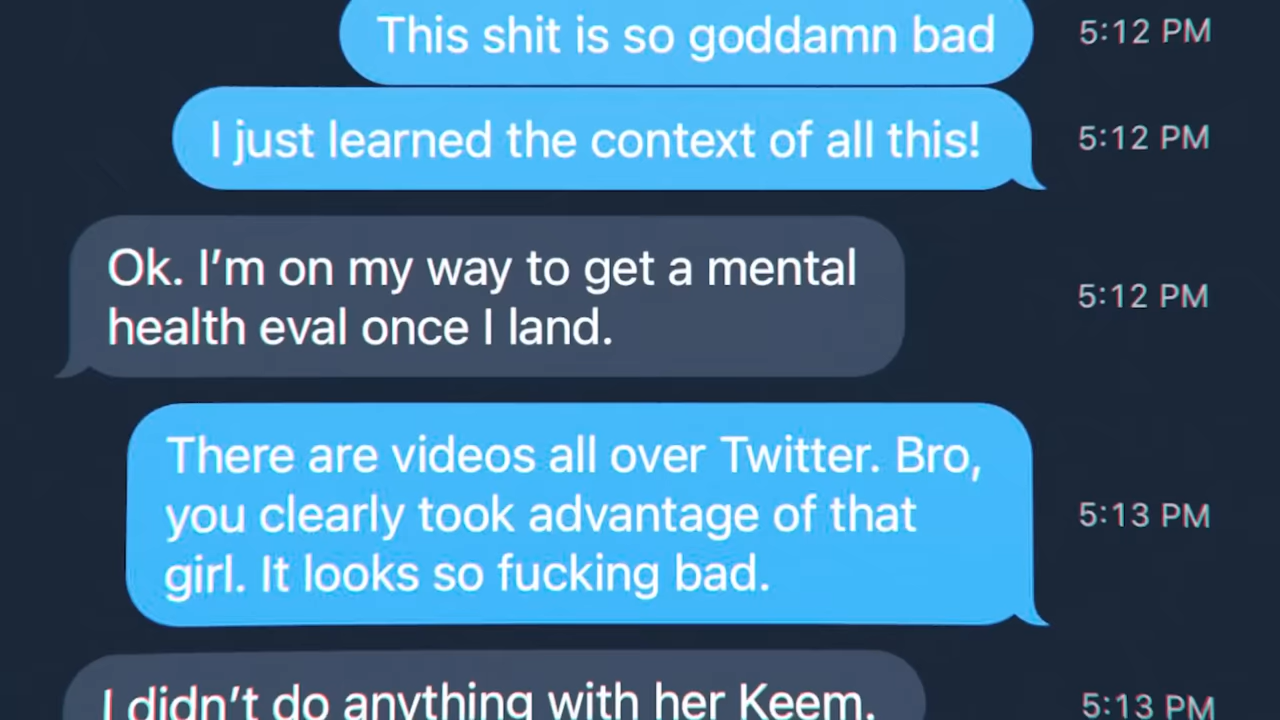 This shit is so goddamn bad
5:12 PM
I just learned the context of all this!
5:12 PM
Ok. I’m on my way to get a mental
health eval once I land.
5:12 PM
There are videos all over Twitter. Bro,
you clearly took advantage of that
girl. It looks so fucking bad.
5:13 PM
I didn’t do anything with her Keem.
5:13 PM